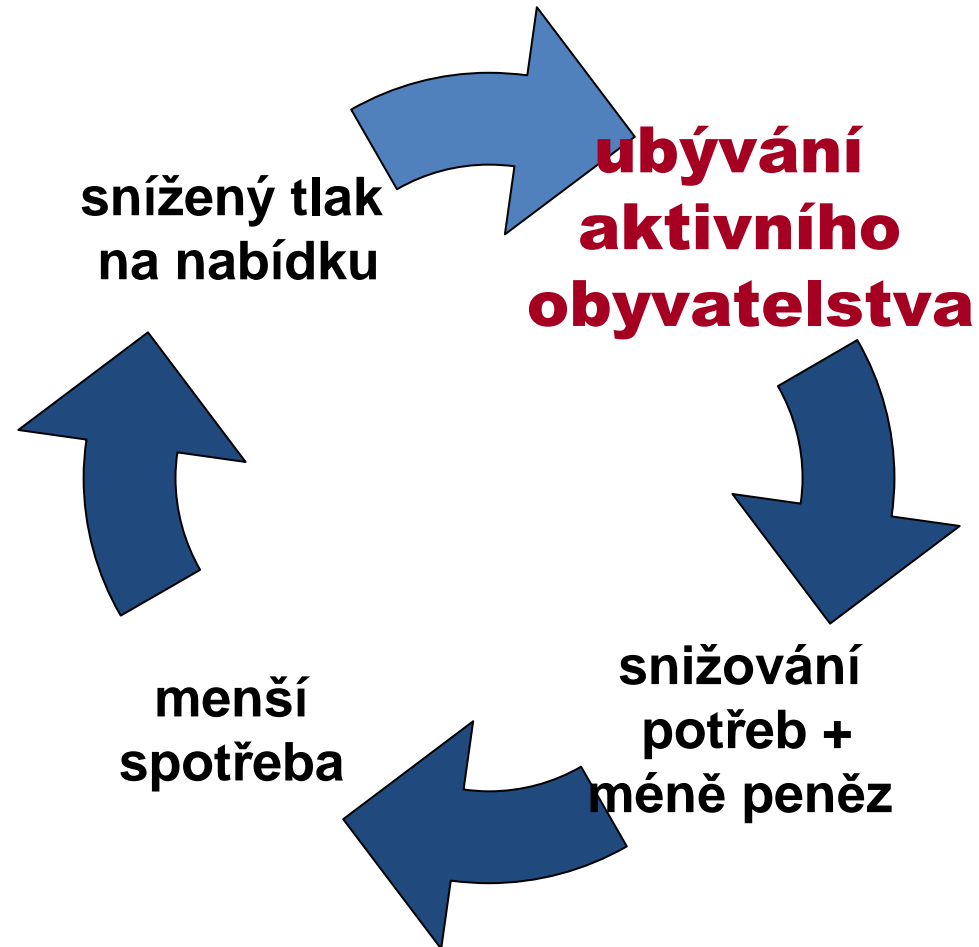 snížený tlak
na nabídku
ubývání
aktivního
obyvatelstva
snižování
potřeb +
méně peněz
menší
spotřeba